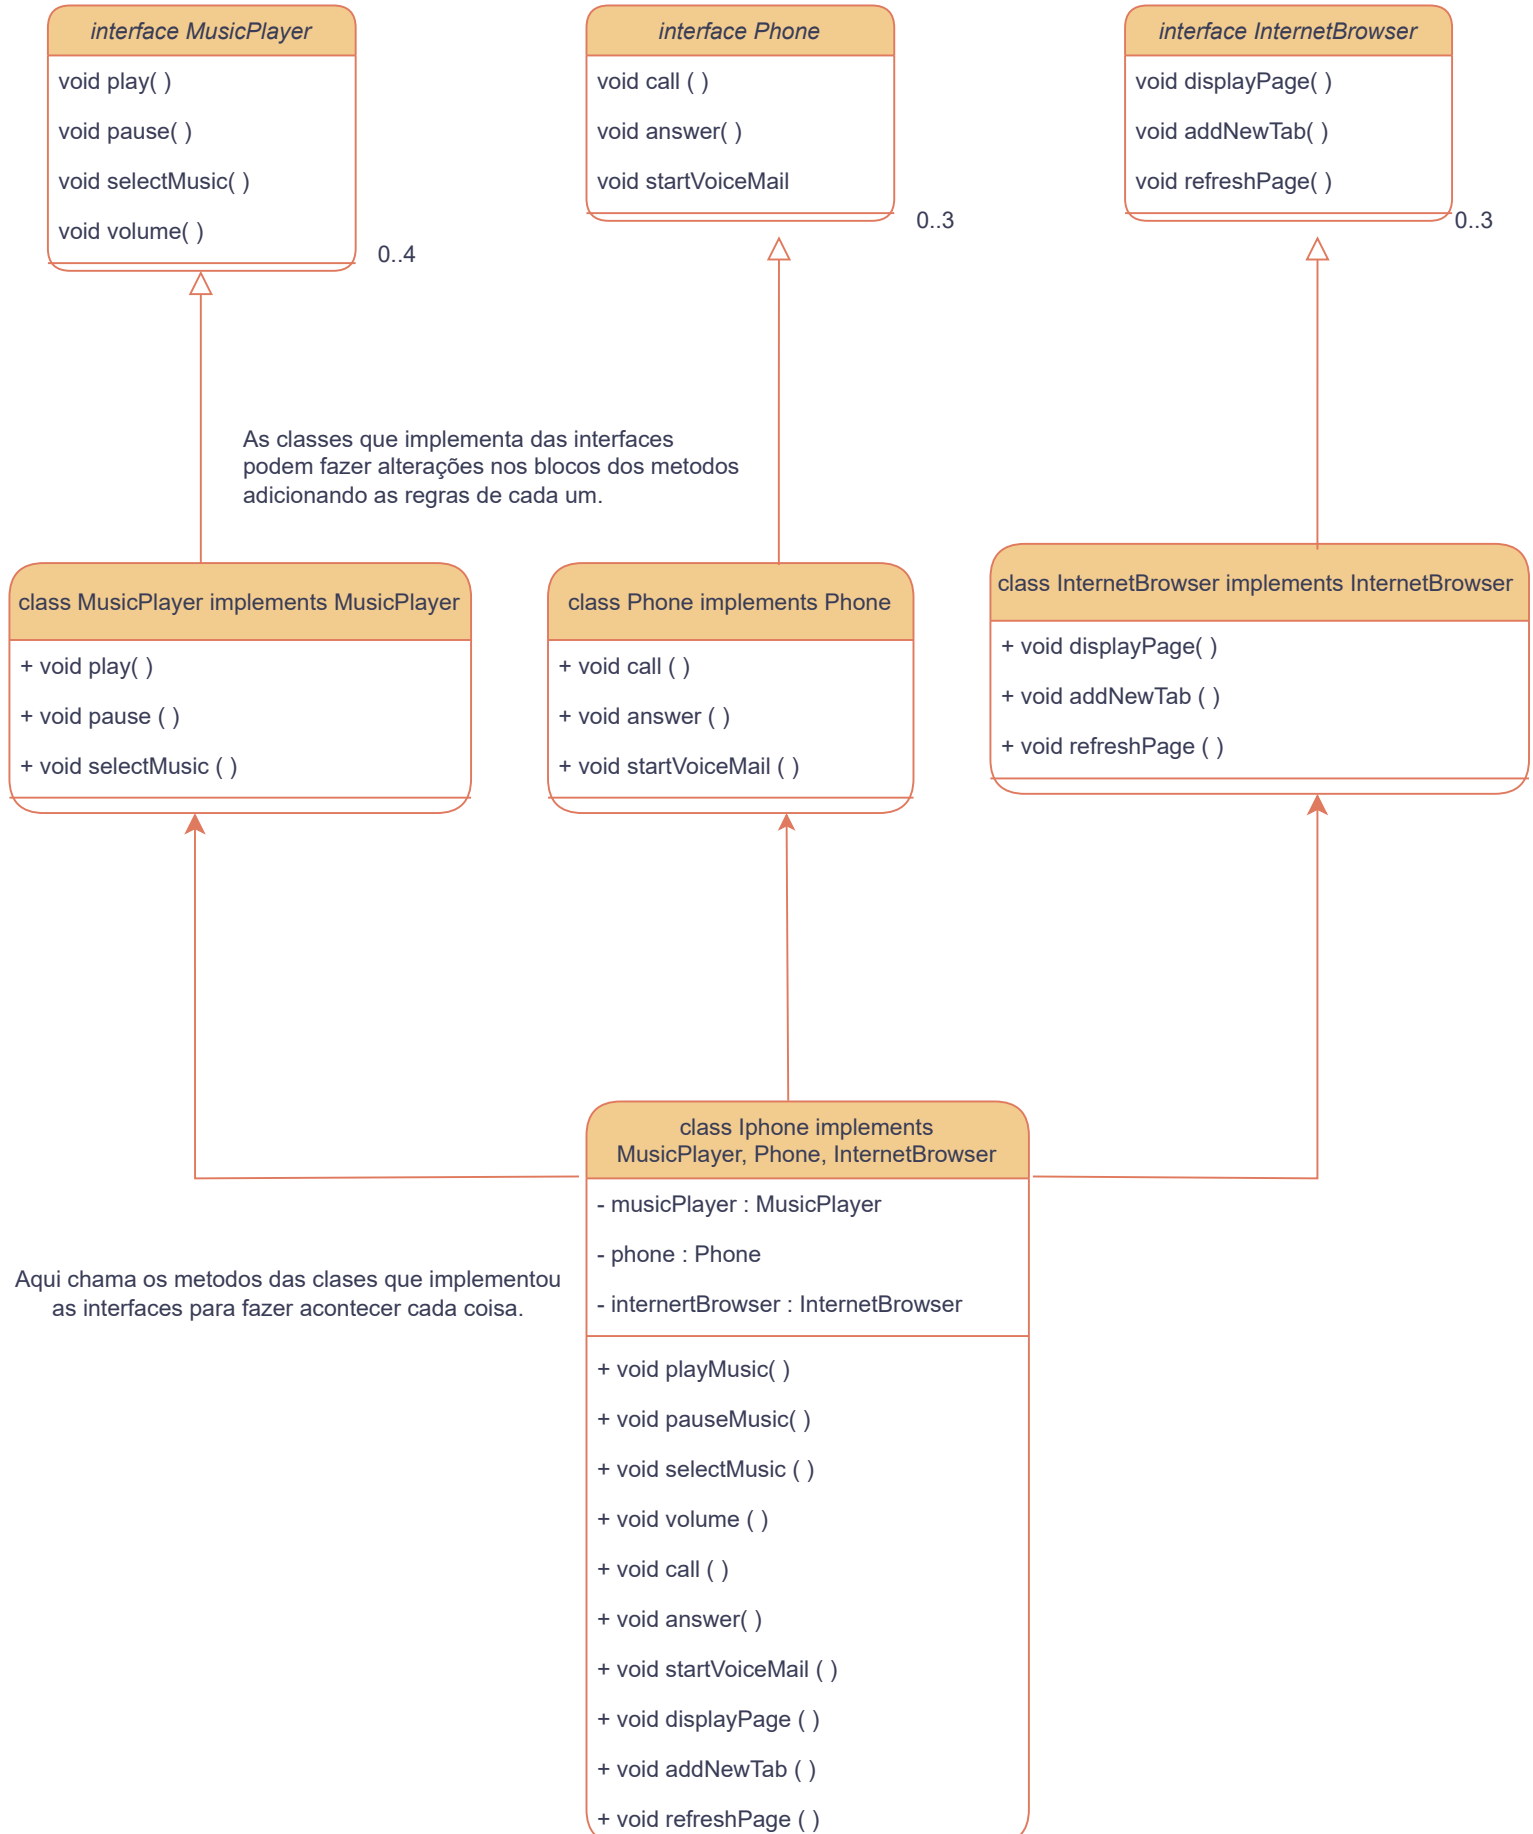 interface MusicPlayer
void play( )
void pause( )
void selectMusic( )
void volume( )
0..4
interface Phone
void call ( )
void answer( )
void startVoiceMail
0..3
interface InternetBrowser
void displayPage( )
void addNewTab( )
void refreshPage( )
0..3
As classes que implementa das interfaces
podem fazer alterações nos blocos dos metodos
adicionando as regras de cada um.
class MusicPlayer implements MusicPlayer
+ void play( )
+ void pause ( )
+ void selectMusic ( )
class Phone implements Phone
+ void call ( )
+ void answer ( )
+ void startVoiceMail ( )
class InternetBrowser implements InternetBrowser
+ void displayPage( )
+ void addNewTab ( )
+ void refreshPage ( )
Aqui chama os metodos das clases que implementou
as interfaces para fazer acontecer cada coisa.
class Iphone implements
MusicPlayer, Phone, InternetBrowser
- musicPlayer : MusicPlayer
- phone : Phone
- internertBrowser : InternetBrowser
+ void playMusic( )
+ void pauseMusic( )
+ void selectMusic ( )
+ void volume ( )
+ void call ( )
+ void answer( )
+ void startVoiceMail ( )
+ void displayPage ( )
+ void addNewTab ( )
+ void refreshPage ( )